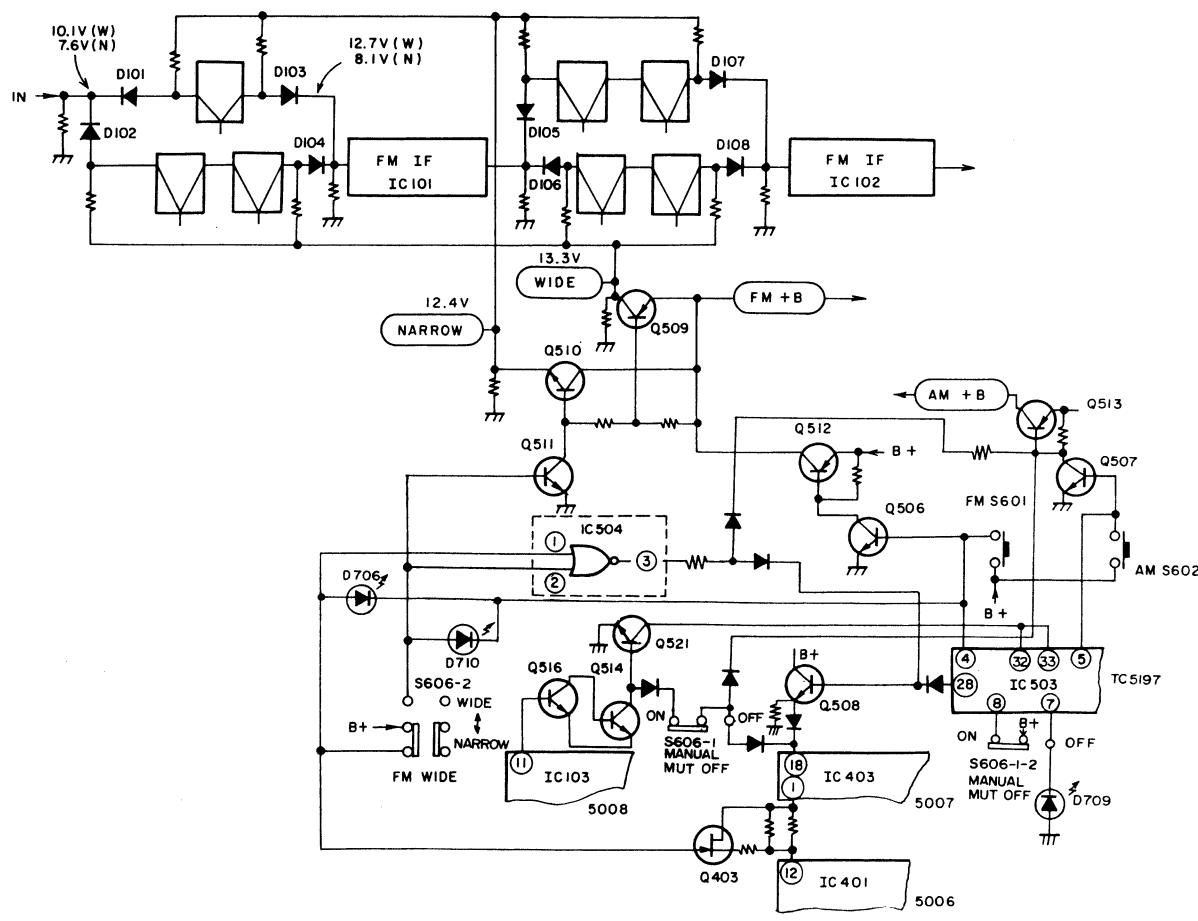 10.1V (W)
7.6V (N)
12.7V (W)
8.1V (N)
D101
D103
D107
IN
D102
D104
D105
D106
D108
FM IF
IC101
FM IF
IC102
13.3V
WIDE
FM +B
12.4V
NARROW
Q509
Q510
AM +B
Q513
Q511
Q512
B+
Q507
FM S601
Q506
IC504
1
2
3
AM S602
B+
D706
D710
Q521
Q516
Q514
B+
4
32
33
5
28
IC503
TC5197
8
7
S606-2
WIDE
NARROW
B+
FM WIDE
ON
OFF
S606-1
MANUAL
MUT OFF
Q508
ON
B+
OFF
S606-1-2
MANUAL
MUT OFF
D709
11
IC103
5008
18
1
IC403
5007
Q403
12
IC401
5006